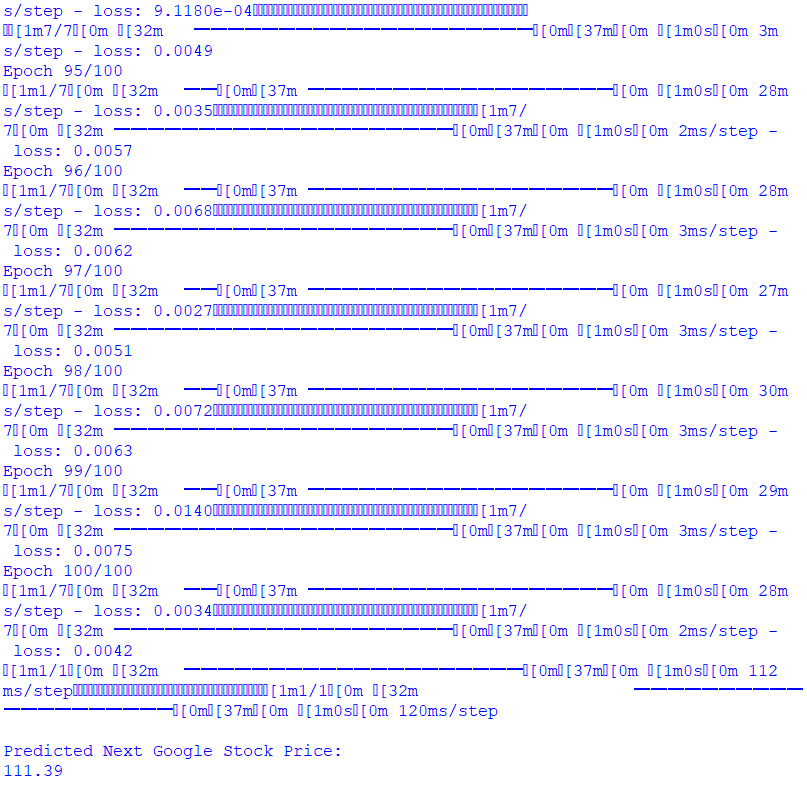 s/step - loss: 9.1180e-04
[1m7/7[0m [32m ━━━━━━━━━━━━━━━━━━━━[0m[37m[0m [1m0s[0m 3m
s/step - loss: 0.0049
Epoch 95/100
[1m1/7[0m [32m ━━[0m[37m ━━━━━━━━━━━━━━━━━━[0m [1m0s[0m 28m
s/step - loss: 0.0035[1m7/
7[0m [32m ━━━━━━━━━━━━━━━━━━━━[0m[37m[0m [1m0s[0m 2ms/step -
loss: 0.0057
Epoch 96/100
[1m1/7[0m [32m ━━[0m[37m ━━━━━━━━━━━━━━━━━━[0m [1m0s[0m 28m
s/step - loss: 0.0068[1m7/
7[0m [32m ━━━━━━━━━━━━━━━━━━━━[0m[37m[0m [1m0s[0m 3ms/step -
loss: 0.0062
Epoch 97/100
[1m1/7[0m [32m ━━[0m[37m ━━━━━━━━━━━━━━━━━━[0m [1m0s[0m 27m
s/step - loss: 0.0027[1m7/
7[0m [32m ━━━━━━━━━━━━━━━━━━━━[0m[37m[0m [1m0s[0m 3ms/step -
loss: 0.0051
Epoch 98/100
[1m1/7[0m [32m ━━[0m[37m ━━━━━━━━━━━━━━━━━━[0m [1m0s[0m 30m
s/step - loss: 0.0072[1m7/
7[0m [32m ━━━━━━━━━━━━━━━━━━━━[0m[37m[0m [1m0s[0m 3ms/step -
loss: 0.0063
Epoch 99/100
[1m1/7[0m [32m ━━[0m[37m ━━━━━━━━━━━━━━━━━━[0m [1m0s[0m 29m
s/step - loss: 0.0140[1m7/
7[0m [32m ━━━━━━━━━━━━━━━━━━━━[0m[37m[0m [1m0s[0m 3ms/step -
loss: 0.0075
Epoch 100/100
[1m1/7[0m [32m ━━[0m[37m ━━━━━━━━━━━━━━━━━━[0m [1m0s[0m 28m
s/step - loss: 0.0034[1m7/
7[0m [32m ━━━━━━━━━━━━━━━━━━━━[0m[37m[0m [1m0s[0m 2ms/step -
loss: 0.0042
[1m1/1[0m [32m ━━━━━━━━━━━━━━━━━━━━[0m[37m[0m [1m0s[0m 112
ms/step[1m1/1[0m [32m ━━━━━━━━━━
━━━━━━━━━━[0m[37m[0m [1m0s[0m 120ms/step
Predicted Next Google Stock Price:
111.39